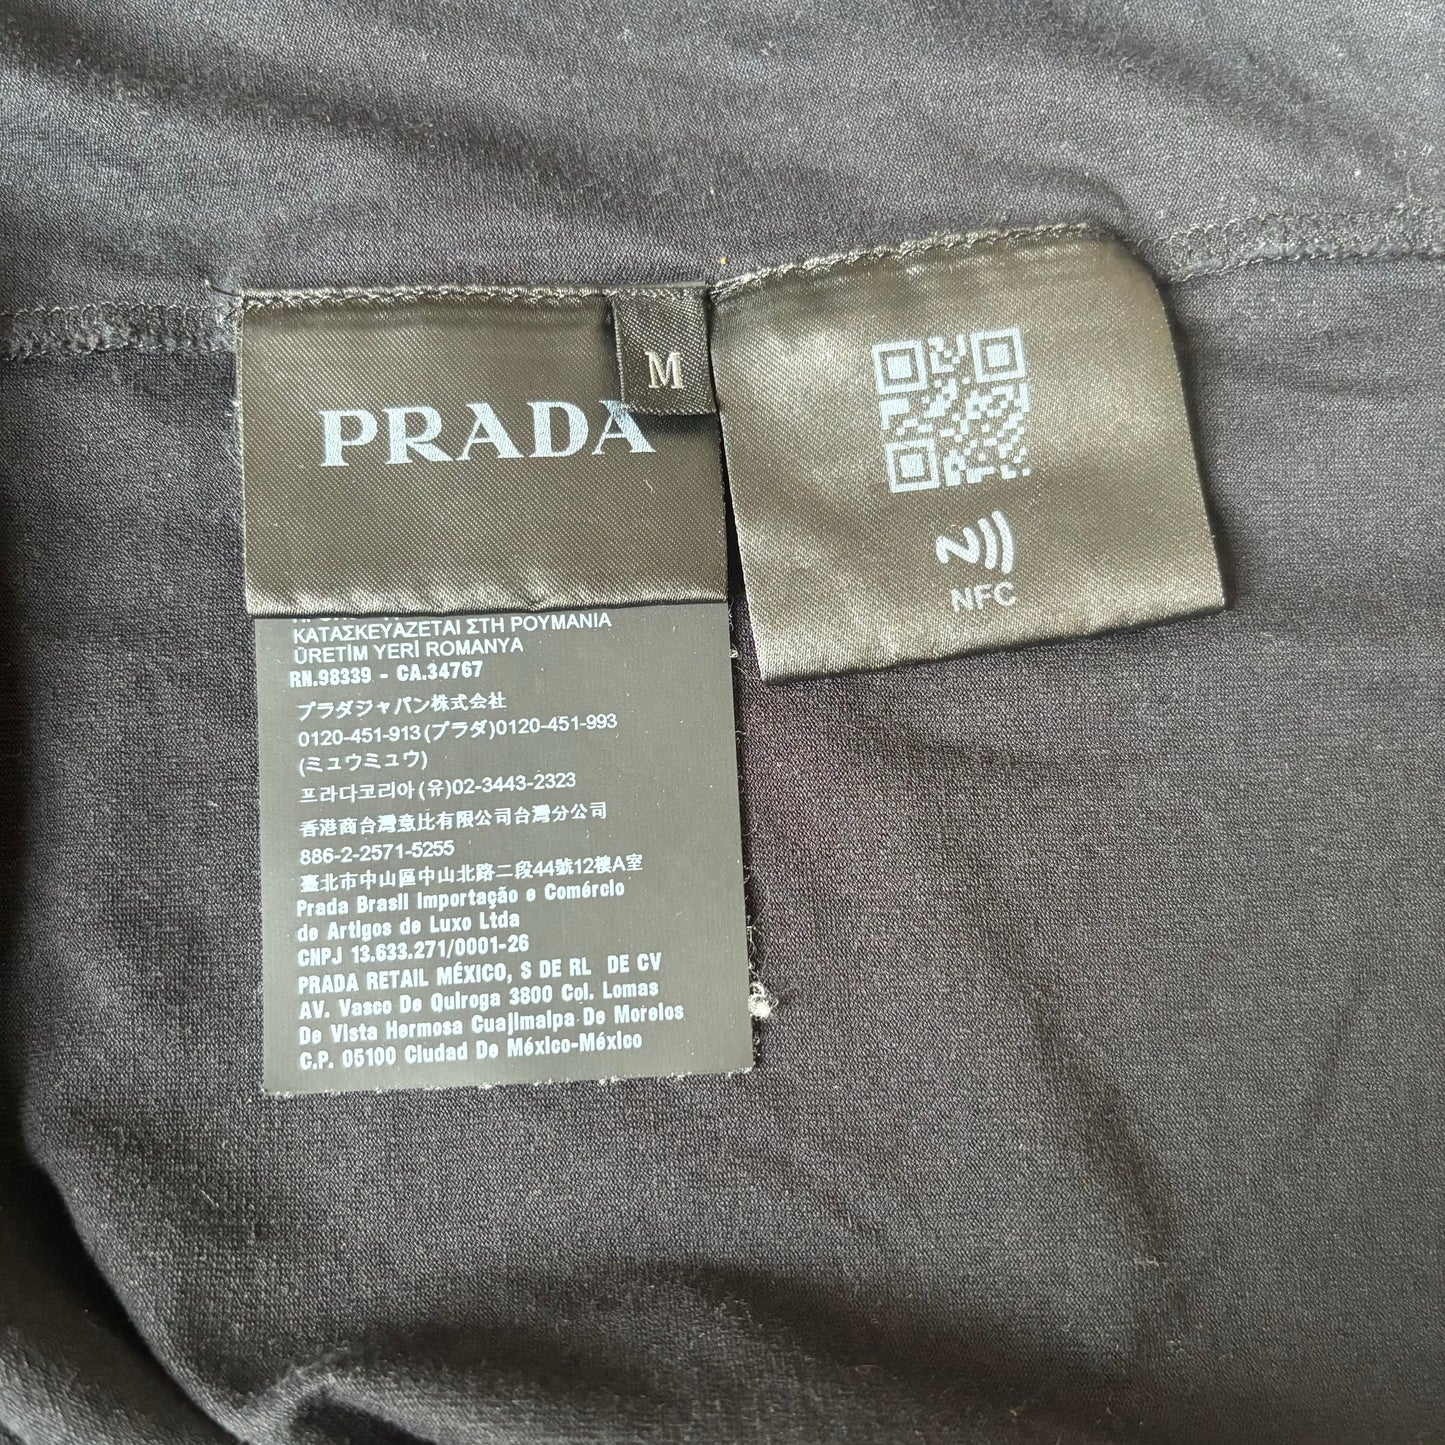 PRADA
M
NFC
ΚΑΤΑΣΚΕΥΑΖΕΤΑΙ ΣΤΗ ΡΟΥΜΑΝΙΑ
ÜRETİM YERİ ROMANYA
RN.98339 - CA.34767
プラダジャパン株式会社
0120-451-913(プラダ)0120-451-993
(ミュウミュウ)
프라다코리아(유)02-3443-2323
香港商台灣意比有限公司台灣分公司
886-2-2571-5255
臺北市中山區中山北路二段44號12樓A室
Prada Brasil Importação e Comércio
de Artigos de Luxo Ltda
CNPJ 13.633.271/0001-26
PRADA RETAIL MÉXICO, S DE RL DE CV
AV. Vasco De Quiroga 3800 Col. Lomas
De Vista Hermosa Cuajimalpa De Morelos
C.P. 05100 Ciudad De México-México